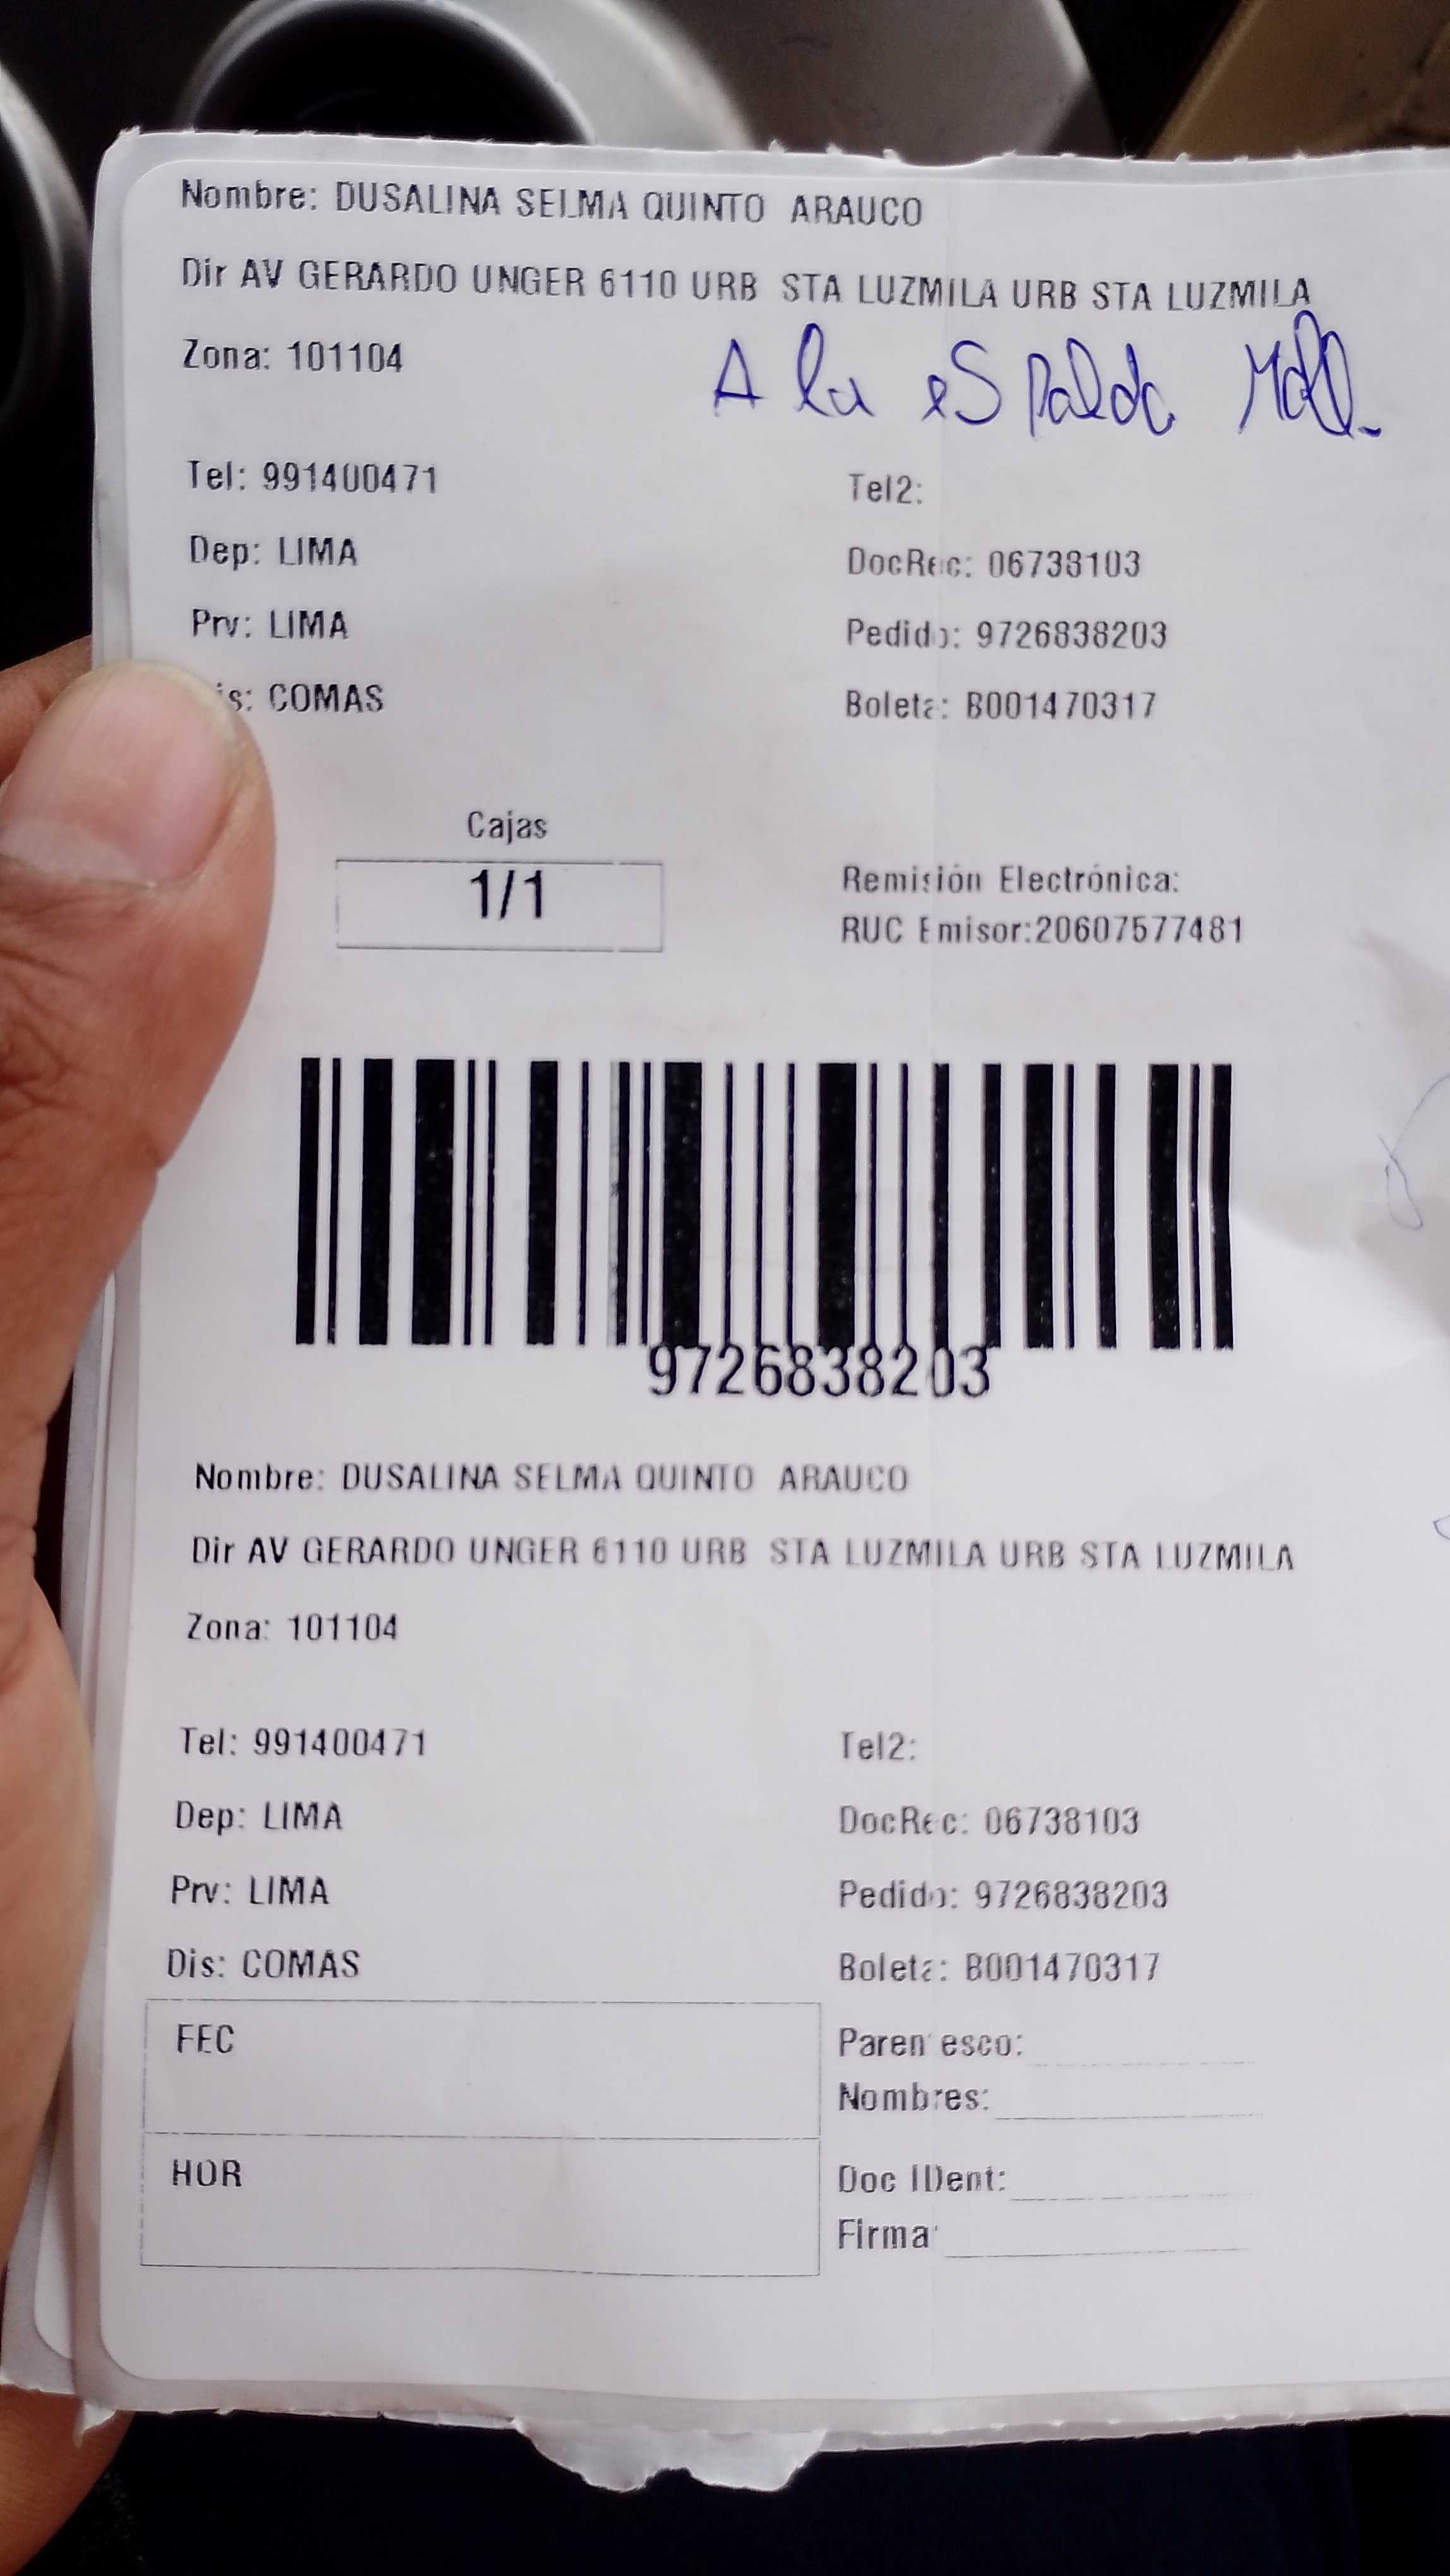 Nombre: DUSALINA SELMA QUINTO ARAUCO
Dir AV GERARDO UNGER 6110 URB STA LUZMILA URB STA LUZMILA
Zona: 101104
A la eSpalda Mall.
Tel: 991400471 Tel2:
Dep: LIMA DocRec: 06738103
Prv: LIMA Pedido: 9726838203
is: COMAS Boleta: B001470317
Cajas
1/1
Remisión Electrónica:
RUC Emisor:20607577481
9726838203
Nombre: DUSALINA SELMA QUINTO ARAUCO
Dir AV GERARDO UNGER 6110 URB STA LUZMILA URB STA LUZMILA
Zona: 101104
Tel: 991400471 Tel2:
Dep: LIMA DocRec: 06738103
Prv: LIMA Pedido: 9726838203
Dis: COMAS Boleta: B001470317
FEC
Parentesco:
Nombres:
HOR
Doc IDent:
Firma: